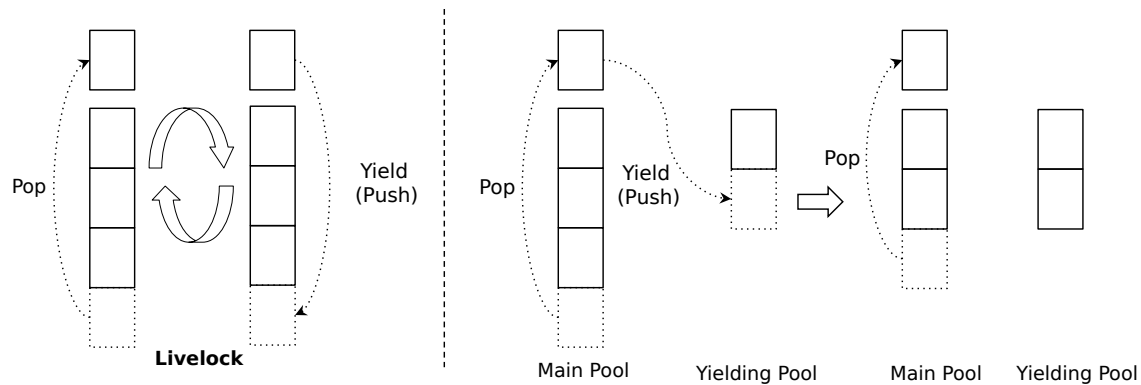 Pop
Yield
(Push)
Livelock
Pop
Yield
(Push)
Main Pool
Yielding Pool
Pop
Main Pool
Yielding Pool